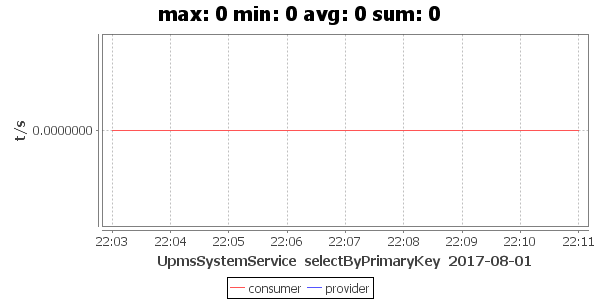 max: 0 min: 0 avg: 0 sum: 0
t/s
0.0000000
22:03 22:04 22:05 22:06 22:07 22:08 22:09 22:10 22:11
UpmsSystemService selectByPrimaryKey 2017-08-01
consumer provider